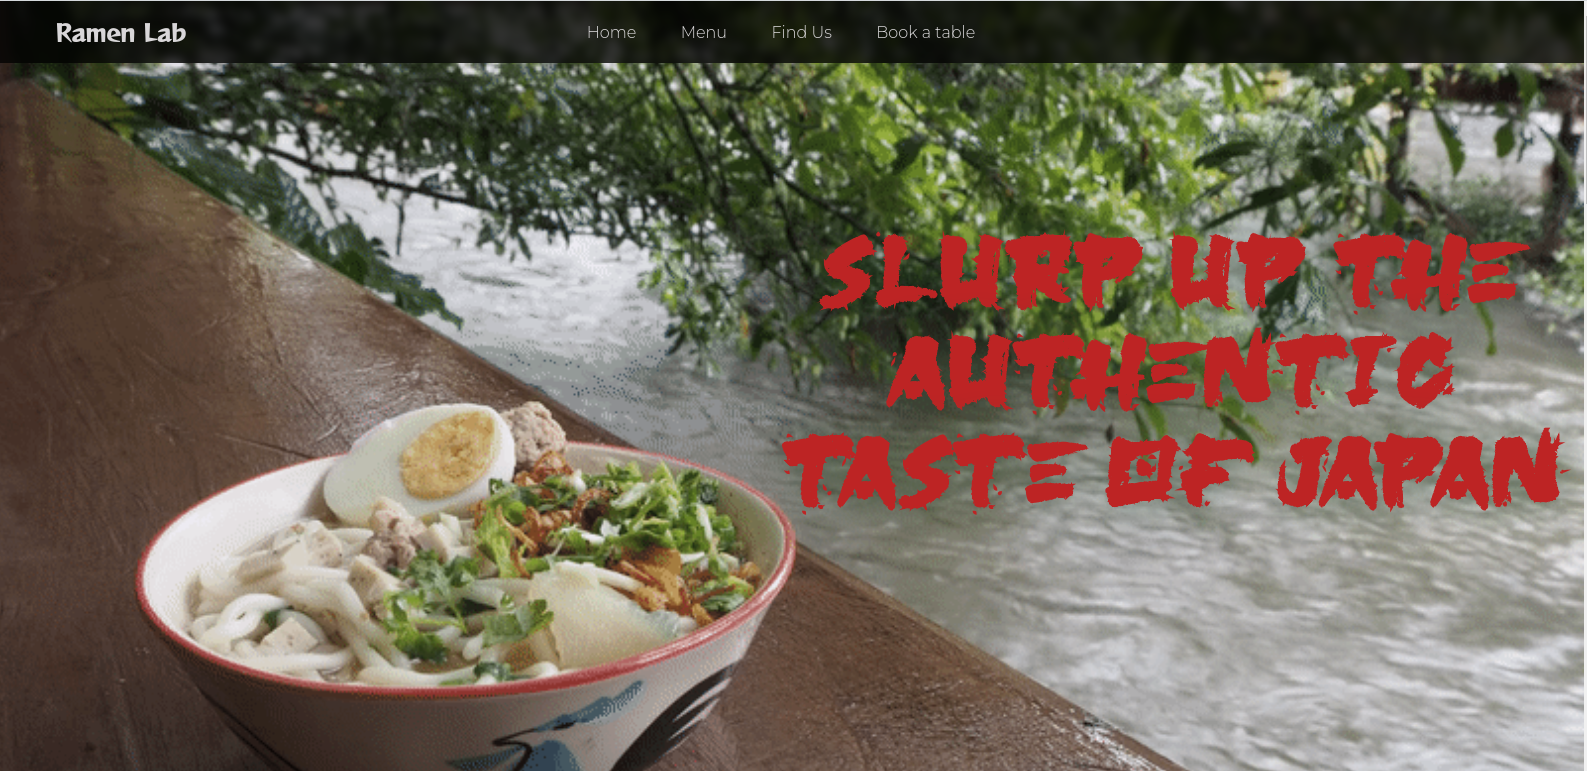 Ramen Lab
Home Menu Find Us Book a table
SLURP UP THE
AUTHENTIC
TASTE OF JAPAN